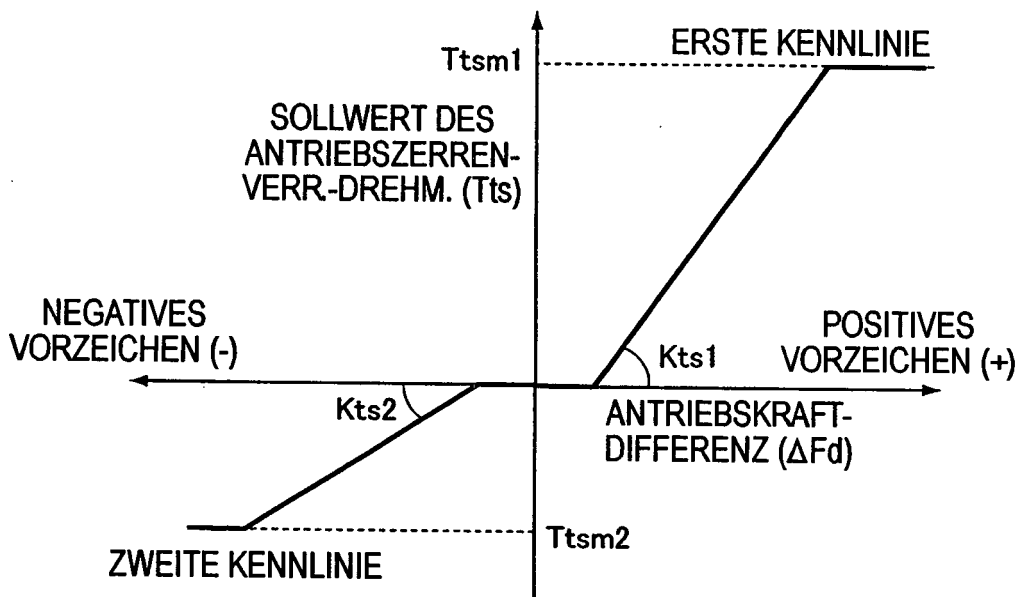 ERSTE KENNLINIE
Ttsm1
SOLLWERT DES
ANTRIEBSZERREN-
VERR.-DREHM. (Tts)
NEGATIVES
VORZEICHEN (-)
POSITIVES
VORZEICHEN (+)
Kts1
Kts2
ANTRIEBSKRAFT-
DIFFERENZ (ΔFd)
Ttsm2
ZWEITE KENNLINIE